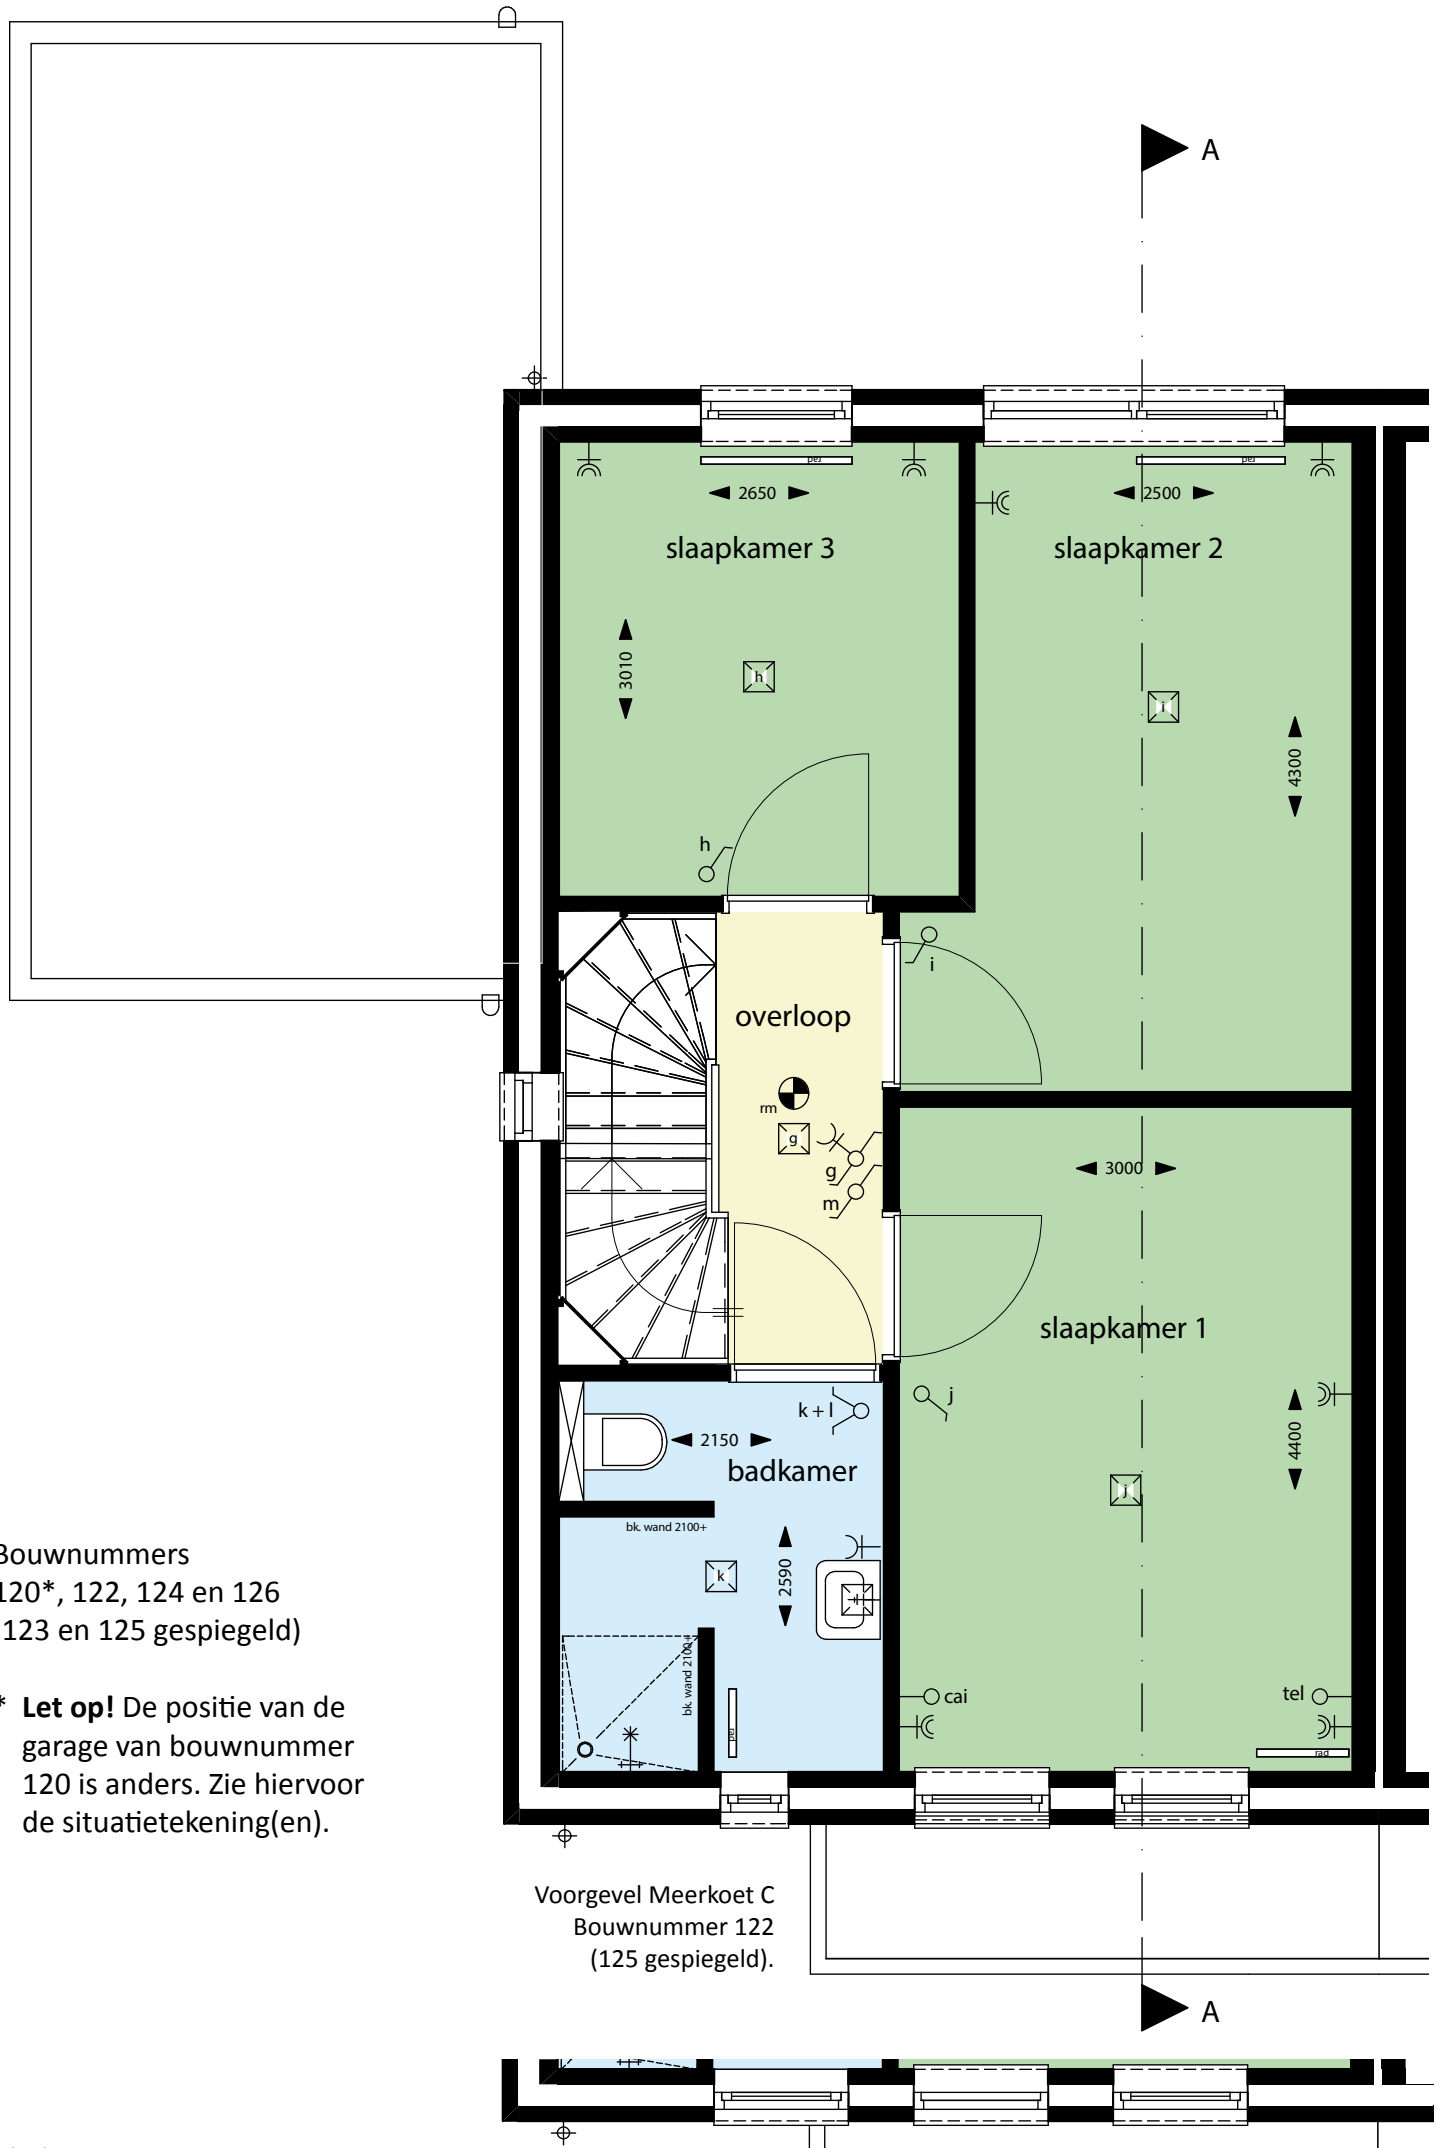 A
rad
rad
2650
2500
slaapkamer 3
slaapkamer 2
3010
h
i
4300
h
i
overloop
rm
g
g
m
3000
slaapkamer 1
j
k + l
2150
badkamer
4400
j
bk. wand 2100+
k
2590
bk. wand 2100+
rad
cai
tel
rad
Bouwnummers
120*, 122, 124 en 126
123 en 125 gespiegeld)
* Let op! De positie van de
garage van bouwnummer
120 is anders. Zie hiervoor
de situatietekening(en).
Voorgevel Meerkoet C
Bouwnummer 122
(125 gespiegeld).
A